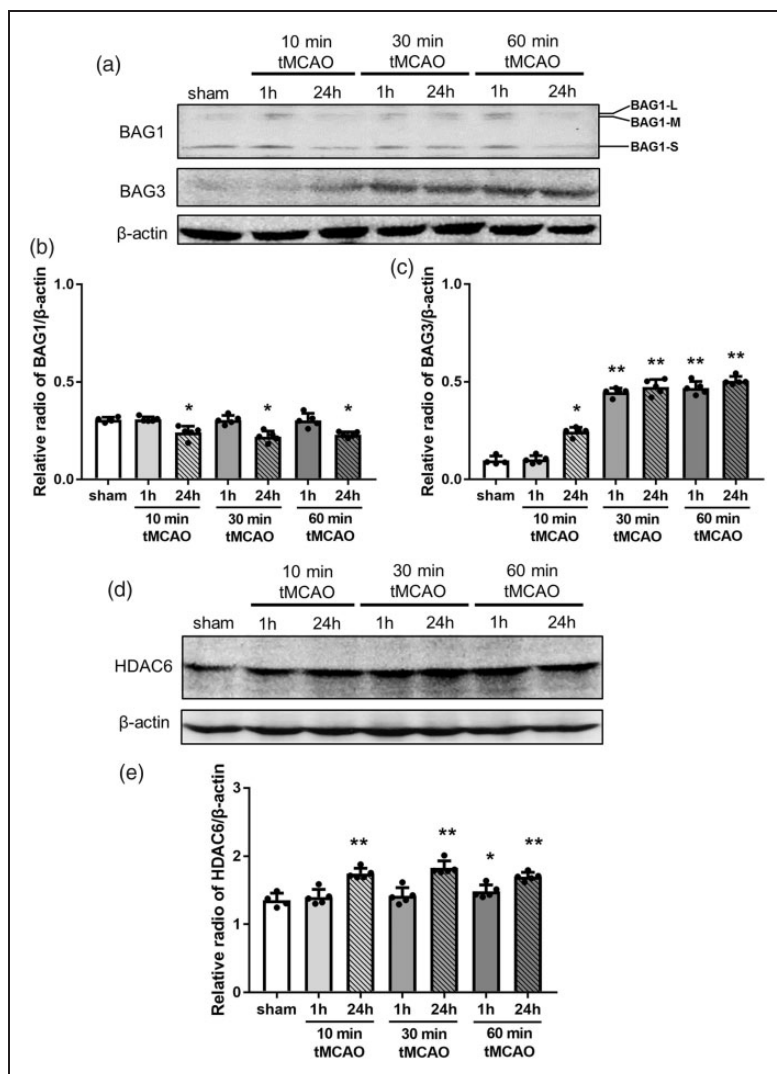 (a)
10 min 30 min 60 min
tMCAO tMCAO tMCAO
sham 1h 24h 1h 24h 1h 24h
BAG1
BAG1-L
BAG1-M
BAG1-S
BAG3
β-actin
(b)
Relative radio of BAG1/β-actin
1.0
0.5
0.0
* * *
sham 1h 24h 1h 24h 1h 24h
10 min 30 min 60 min
tMCAO tMCAO tMCAO
(c)
Relative radio of BAG3/β-actin
1.0
0.5
0.0
* ** ** ** **
sham 1h 24h 1h 24h 1h 24h
10 min 30 min 60 min
tMCAO tMCAO tMCAO
(d)
10 min 30 min 60 min
tMCAO tMCAO tMCAO
sham 1h 24h 1h 24h 1h 24h
HDAC6
β-actin
(e)
Relative radio of HDAC6/β-actin
3
2
1
0
** ** * **
sham 1h 24h 1h 24h 1h 24h
10 min 30 min 60 min
tMCAO tMCAO tMCAO